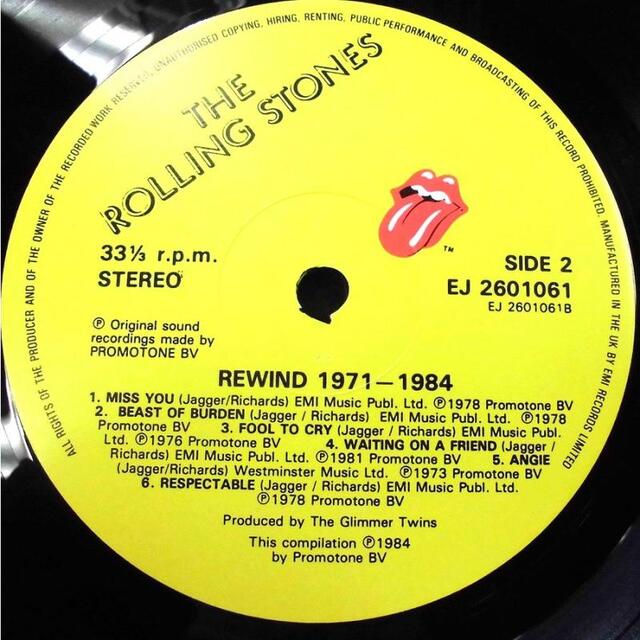 ALL RIGHTS OF THE PRODUCER AND OF THE OWNER OF THE RECORDED WORK RESERVED. UNAUTHORISED COPYING, HIRING, RENTING, PUBLIC PERFORMANCE AND BROADCASTING OF THIS RECORD PROHIBITED. MANUFACTURED IN THE UK BY EMI RECORDS LIMITED
THE
ROLLING STONES
33⅓ r.p.m.
STEREO
TM
SIDE 2
EJ 2601061
EJ 2601061B
℗ Original sound
recordings made by
PROMOTONE BV
REWIND 1971—1984
1. MISS YOU (Jagger/Richards) EMI Music Publ. Ltd. ℗1978 Promotone BV
2. BEAST OF BURDEN (Jagger / Richards) EMI Music Publ. Ltd. ℗1978
Promotone BV 3. FOOL TO CRY (Jagger/Richards) EMI Music Publ.
Ltd. ℗1976 Promotone BV 4. WAITING ON A FRIEND (Jagger /
Richards) EMI Music Publ. Ltd. ℗1981 Promotone BV 5. ANGIE
(Jagger/Richards) Westminster Music Ltd. ℗1973 Promotone BV
6. RESPECTABLE (Jagger/Richards) EMI Music Publ. Ltd.
℗1978 Promotone BV
Produced by The Glimmer Twins
This compilation ℗1984
by Promotone BV